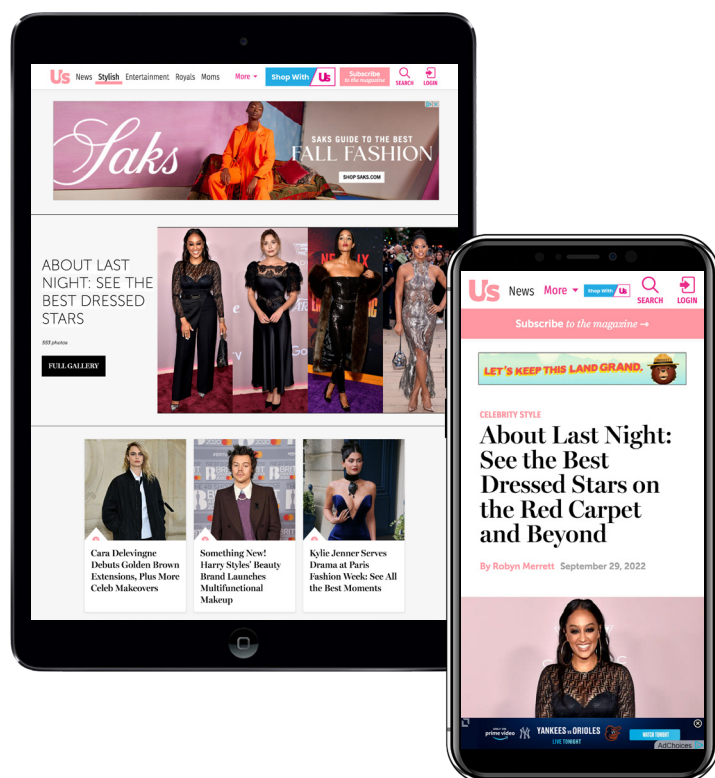 Us News Stylish Entertainment Royals Moms More Shop With Us Subscribe to the magazine SEARCH LOGIN
Saks
SAKS GUIDE TO THE BEST
FALL FASHION
SHOP SAKS.COM
ABOUT LAST
NIGHT: SEE THE
BEST DRESSED
STARS
553 photos
FULL GALLERY
Cara Delevingne
Debuts Golden Brown
Extensions, Plus More
Celeb Makeovers
Something New!
Harry Styles' Beauty
Brand Launches
Multifunctional
Makeup
Kylie Jenner Serves
Drama at Paris
Fashion Week: See All
the Best Moments
Us News More Shop With Us SEARCH LOGIN
Subscribe to the magazine →
LET'S KEEP THIS LAND GRAND.
CELEBRITY STYLE
About Last Night:
See the Best
Dressed Stars on
the Red Carpet
and Beyond
By Robyn Merrett September 29, 2022
prime video
YANKEES vs ORIOLES
LIVE TONIGHT
WATCH TONIGHT
AdChoices